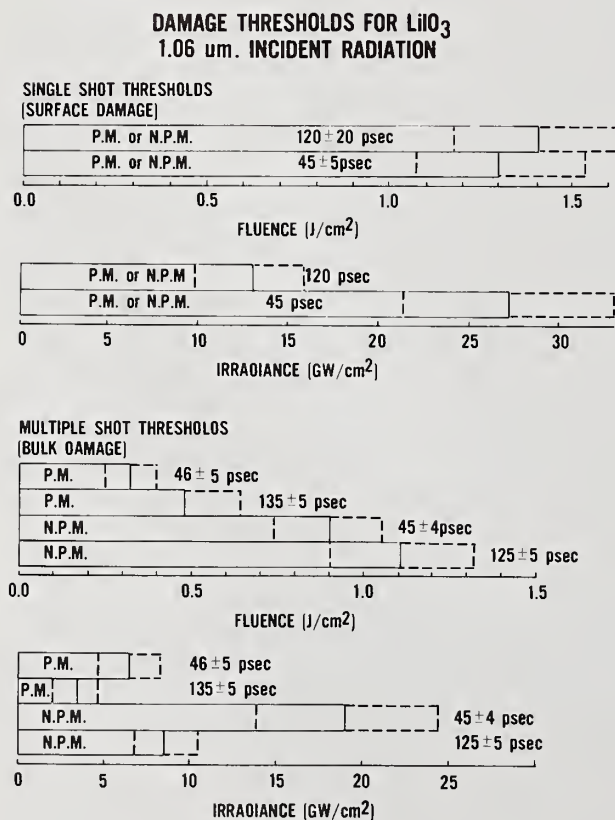 DAMAGE THRESHOLDS FOR LiIO3
1.06 um. INCIDENT RADIATION
SINGLE SHOT THRESHOLDS
(SURFACE DAMAGE)
P.M. or N.P.M. 120±20 psec
P.M. or N.P.M. 45±5psec
0.0 0.5 1.0 1.5
FLUENCE (J/cm2)
P.M. or N.P.M 120 psec
P.M. or N.P.M. 45 psec
0 5 10 15 20 25 30
IRRAOIANCE (GW/cm2)
MULTIPLE SHOT THRESHOLOS
(BULK OAMAGE)
P.M. 46±5 psec
P.M. 135±5 psec
N.P.M. 45±4psec
N.P.M. 125±5 psec
0.0 0.5 1.0 1.5
FLUENCE (J/cm2)
P.M. 46±5 psec
P.M. 135±5 psec
N.P.M. 45±4 psec
N.P.M. 125±5 psec
0 5 10 15 20 25
IRRAOIANCE (GW/cm2)